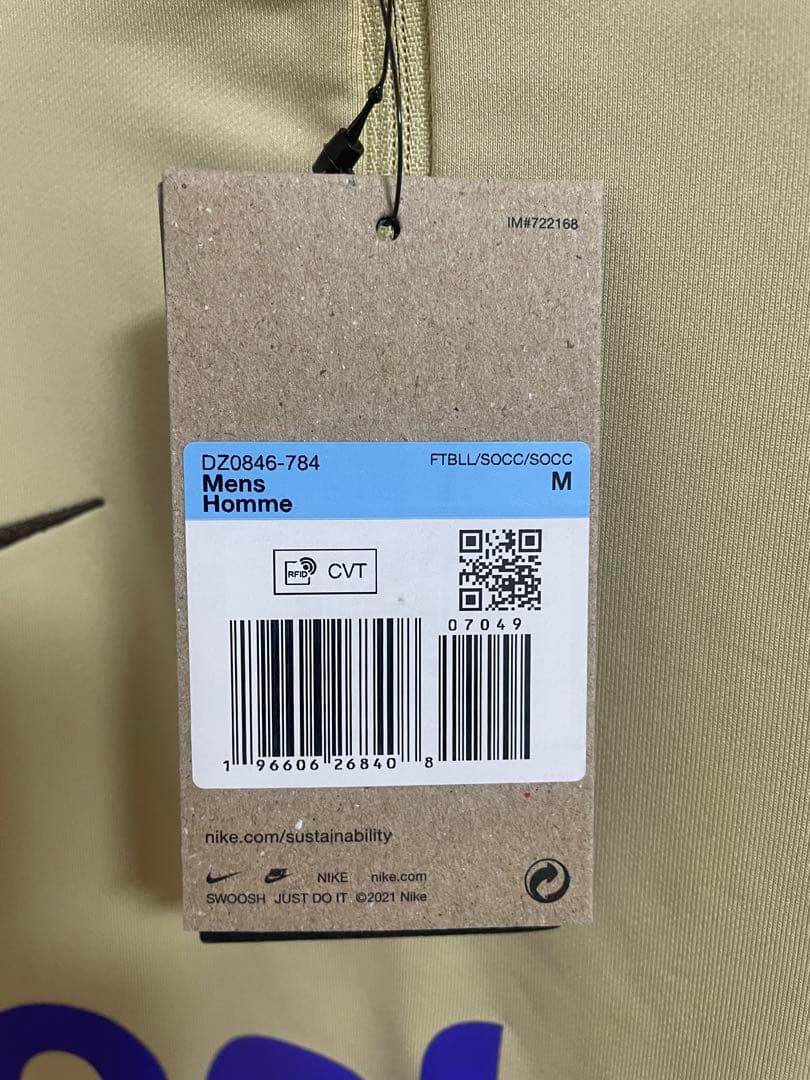 IM#722168
DZ0846-784
FTBLL/SOCC/SOCC
Mens
M
Homme
RFID
CVT
07049
1 96606 26840 8
nike.com/sustainability
NIKE nike.com
SWOOSH JUST DO IT ©2021 Nike